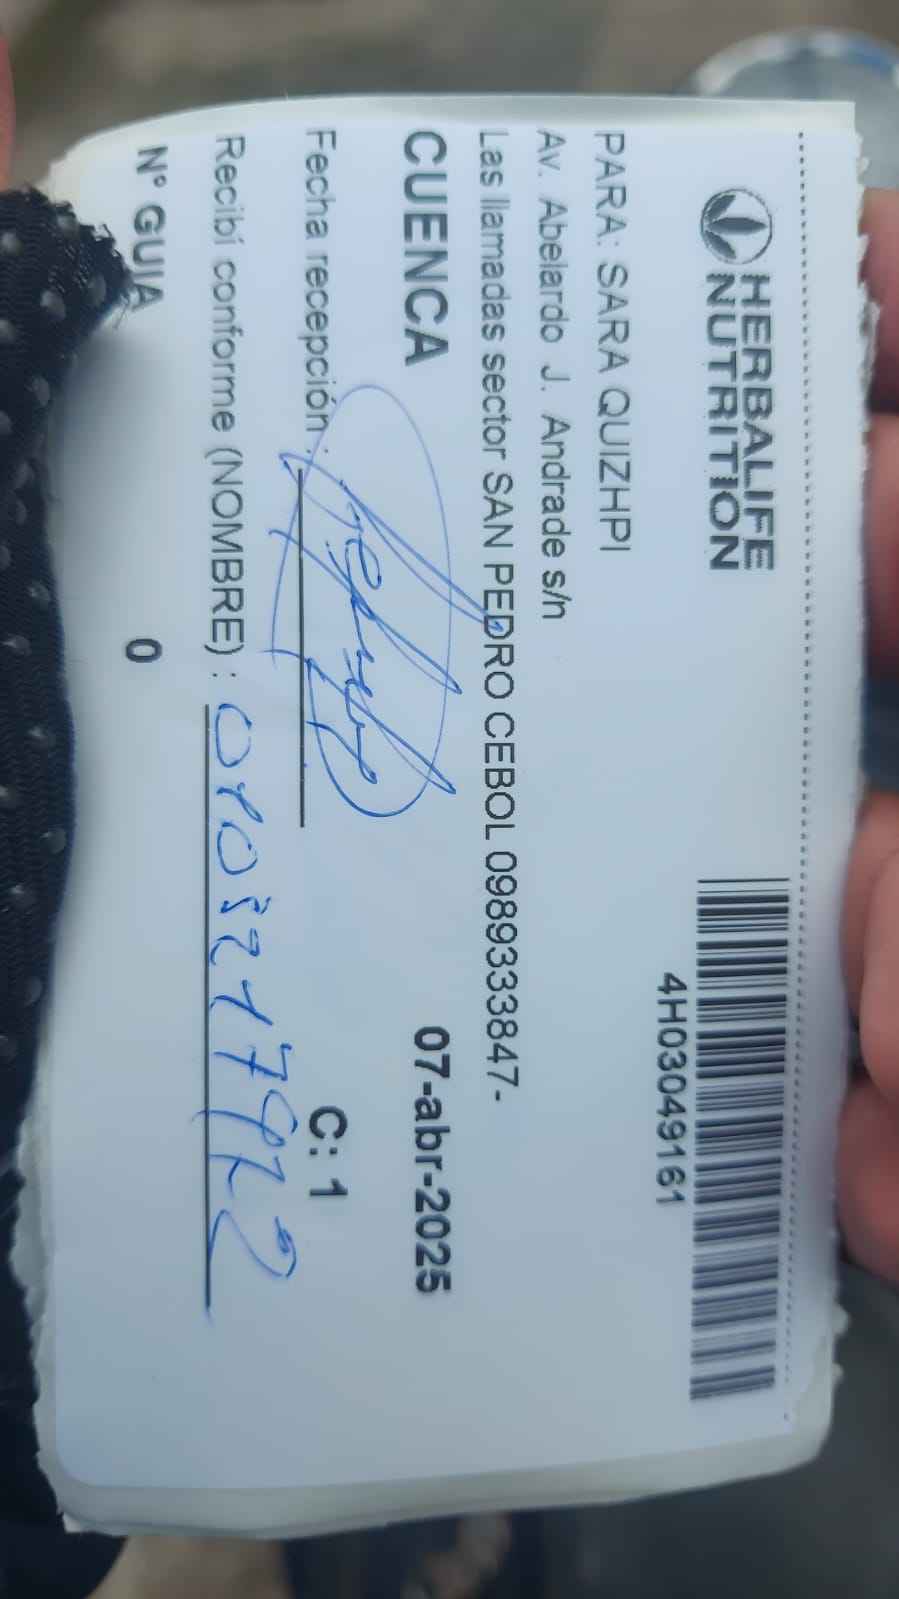 HERBALIFE
NUTRITION
4H03049161
PARA: SARA QUIZHPI
Av. Abelardo J. Andrade s/n
Las llamadas sector SAN PEDRO CEBOL 0989333847-
CUENCA 07-abr-2025
Fecha recepción :
C: 1
Recibí conforme (NOMBRE) :
N° GUIA 0